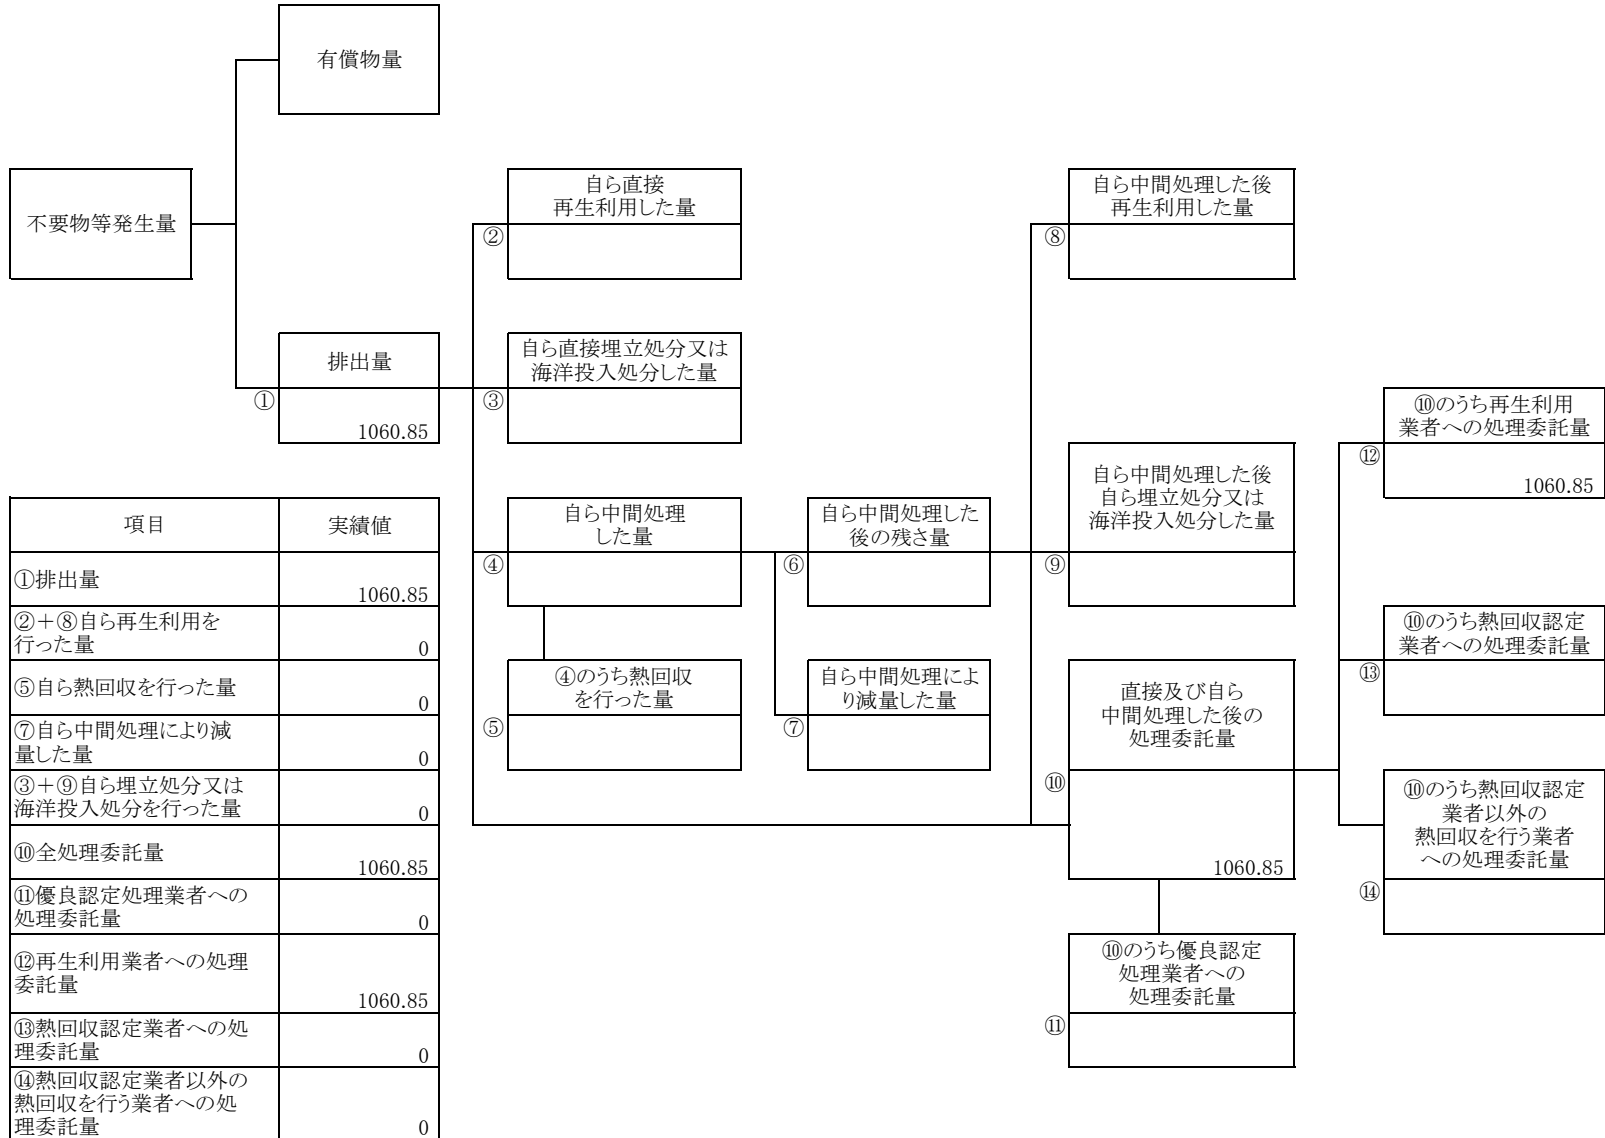 有償物量
不要物等発生量
自ら直接
再生利用した量
②
自ら中間処理した後
再生利用した量
⑧
排出量
①
1060.85
自ら直接埋立処分又は
海洋投入処分した量
③
⑩のうち再生利用
業者への処理委託量
⑫
1060.85
自ら中間処理した後
自ら埋立処分又は
海洋投入処分した量
⑨
自ら中間処理
した量
④
自ら中間処理した
後の残さ量
⑥
④のうち熱回収
を行った量
⑤
自ら中間処理によ
り減量した量
⑦
直接及び自ら
中間処理した後の
処理委託量
⑩
1060.85
⑩のうち熱回収認定
業者への処理委託量
⑬
⑩のうち熱回収認定
業者以外の
熱回収を行う業者
への処理委託量
⑭
⑩のうち優良認定
処理業者への
処理委託量
⑪
項目 実績値
①排出量
1060.85
②＋⑧自ら再生利用を
行った量 0
⑤自ら熱回収を行った量
0
⑦自ら中間処理により減
量した量 0
③＋⑨自ら埋立処分又は
海洋投入処分を行った量 0
⑩全処理委託量
1060.85
⑪優良認定処理業者への
処理委託量 0
⑫再生利用業者への処理
委託量
1060.85
⑬熱回収認定業者への処
理委託量 0
⑭熱回収認定業者以外の
熱回収を行う業者への処
理委託量 0